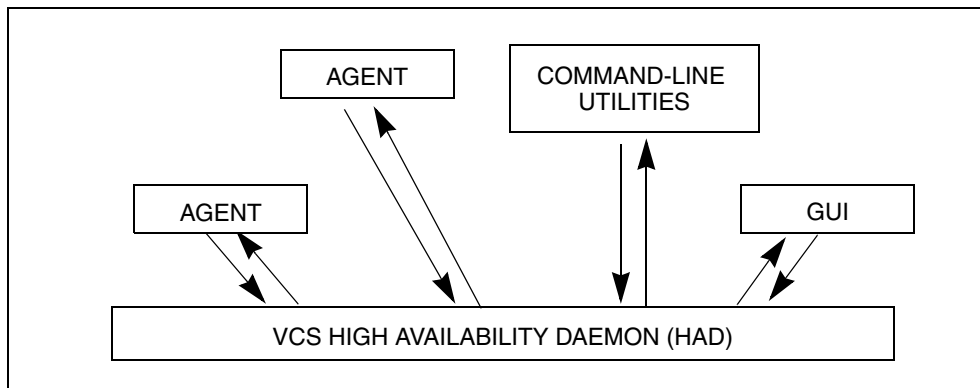 AGENT
COMMAND-LINE
UTILITIES
AGENT
GUI
VCS HIGH AVAILABILITY DAEMON (HAD)